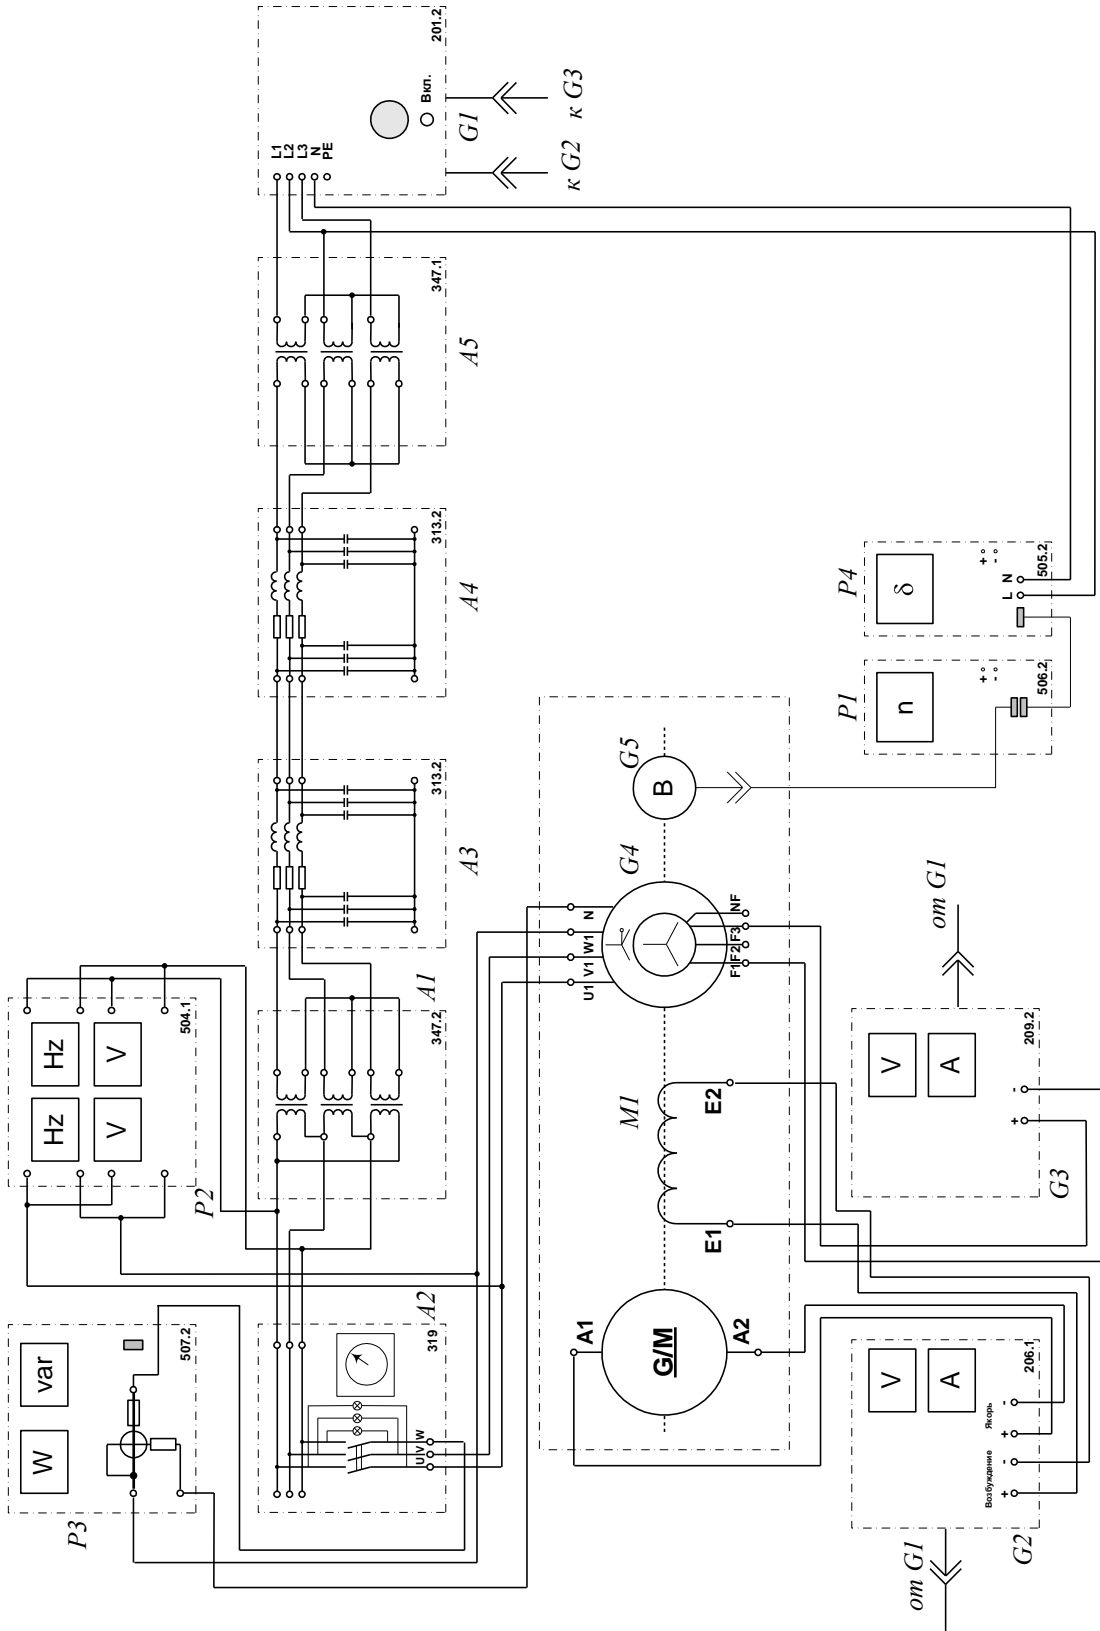 P3
W
var
507.2
P2
Hz
Hz
V
V
504.1
A2
319
U V W
A1
347.2
A3
313.2
A4
313.2
A5
347.1
L1
L2
L3
N
PE
Вкл.
201.2
G1
к G2
к G3
G/M
A1
A2
M1
E1
E2
G4
U1
V1
W1
N
F1
F2
F3
NF
G5
B
P1
n
+
-
506.2
P4
δ
+
-
L
N
505.2
от G1
G2
V
A
Возбуждение
+
-
Якорь
+
-
206.1
G3
V
A
+
-
209.2
от G1